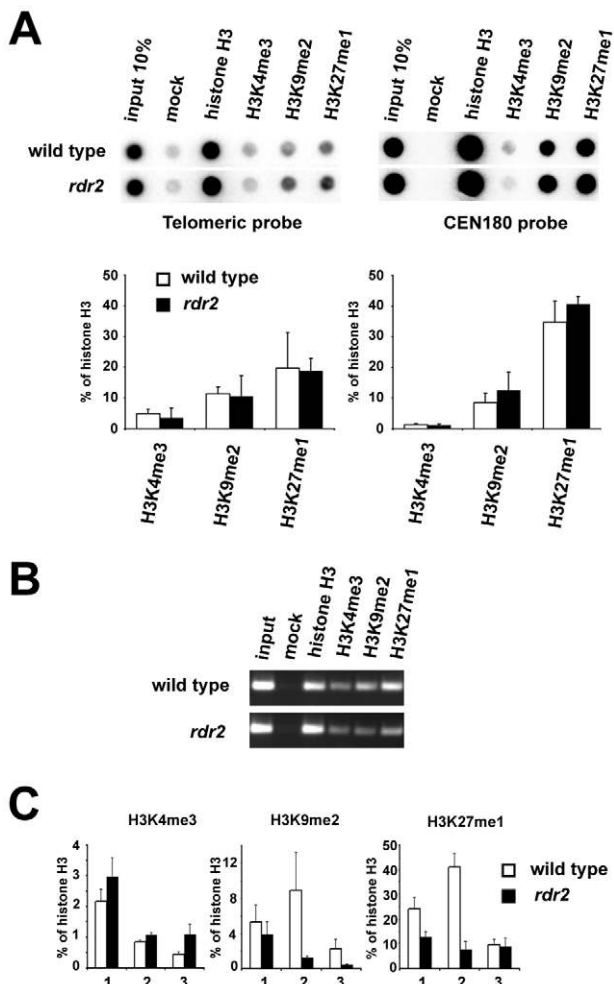 A
input 10% mock histone H3 H3K4me3 H3K9me2 H3K27me1
input 10% mock histone H3 H3K4me3 H3K9me2 H3K27me1
wild type
rdr2
Telomeric probe
CEN180 probe
wild type
rdr2
% of histone H3
50
40
30
20
10
0
H3K4me3 H3K9me2 H3K27me1
% of histone H3
50
40
30
20
10
0
H3K4me3 H3K9me2 H3K27me1
B
input mock histone H3 H3K4me3 H3K9me2 H3K27me1
wild type
rdr2
C
H3K4me3
% of histone H3
4
3
2
1
0
1 2 3
H3K9me2
% of histone H3
12
8
4
0
1 2 3
H3K27me1
% of histone H3
50
40
30
20
10
0
1 2 3
wild type
rdr2